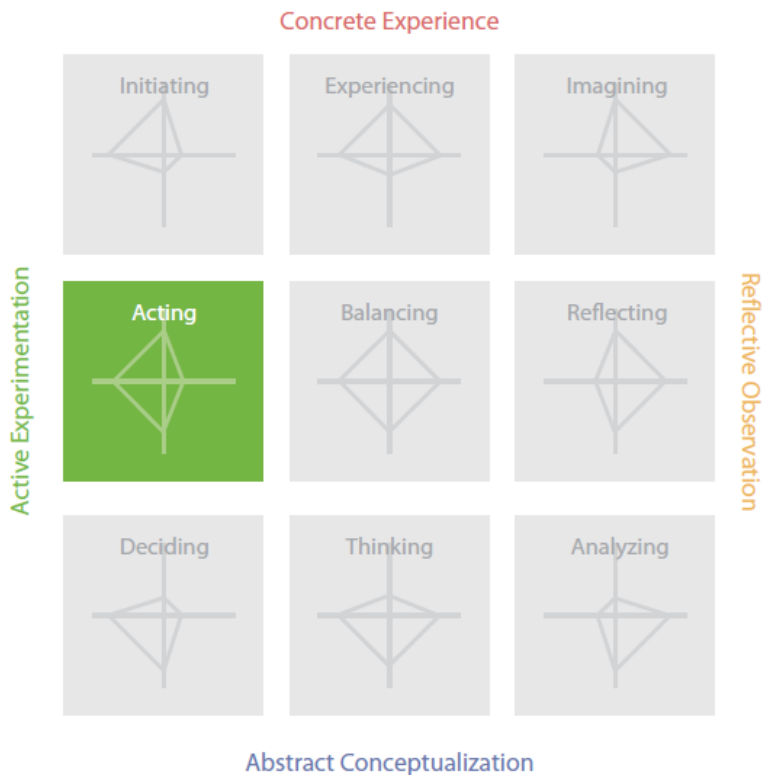 Concrete Experience
Initiating
Experiencing
Imagining
Active Experimentation
Acting
Balancing
Reflecting
Reflective Observation
Deciding
Thinking
Analyzing
Abstract Conceptualization